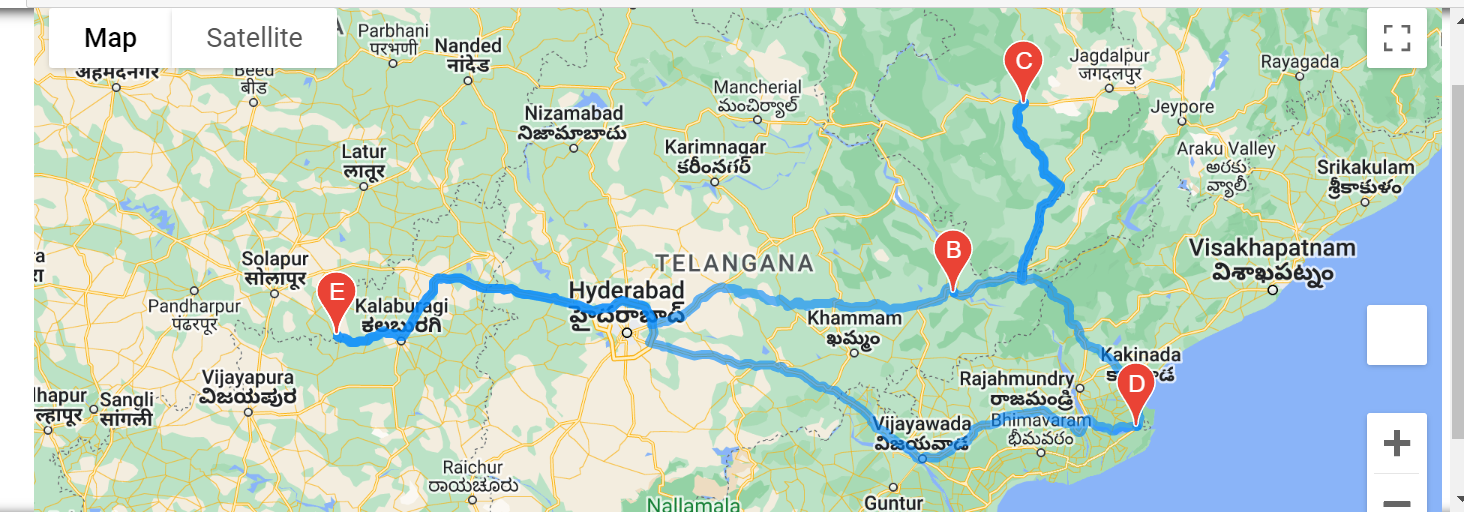 Map
Satellite
Parbhani
परभणी
Nanded
नांदेड
C
Jagdalpur
जगदलपुर
Rayagada
अहमदनगर
Beed
बीड
Mancherial
మంచిర్యాల్
Jeypore
Nizamabad
నిజామాబాదు
Karimnagar
కరీంనగర్
Latur
लातूर
Araku Valley
అరకు
వ్యాలీ
Srikakulam
శ్రీకాకుళం
B
Visakhapatnam
విశాఖపట్నం
TELANGANA
Solapur
सोलापूर
E
Hyderabad
హైదరాబాద్
Pandharpur
पंढरपूर
Kalaburagi
ಕಲಬುರಗಿ
Khammam
ఖమ్మం
Kakinada
D
Vijayapura
ವಿಜಯಪುರ
Rajahmundry
రాజమండ్రి
Sangli
सांगली
Vijayawada
విజయవాడ
Bhimavaram
భీమవరం
Raichur
ರಾಯಚೂರು
Guntur
Nallamala